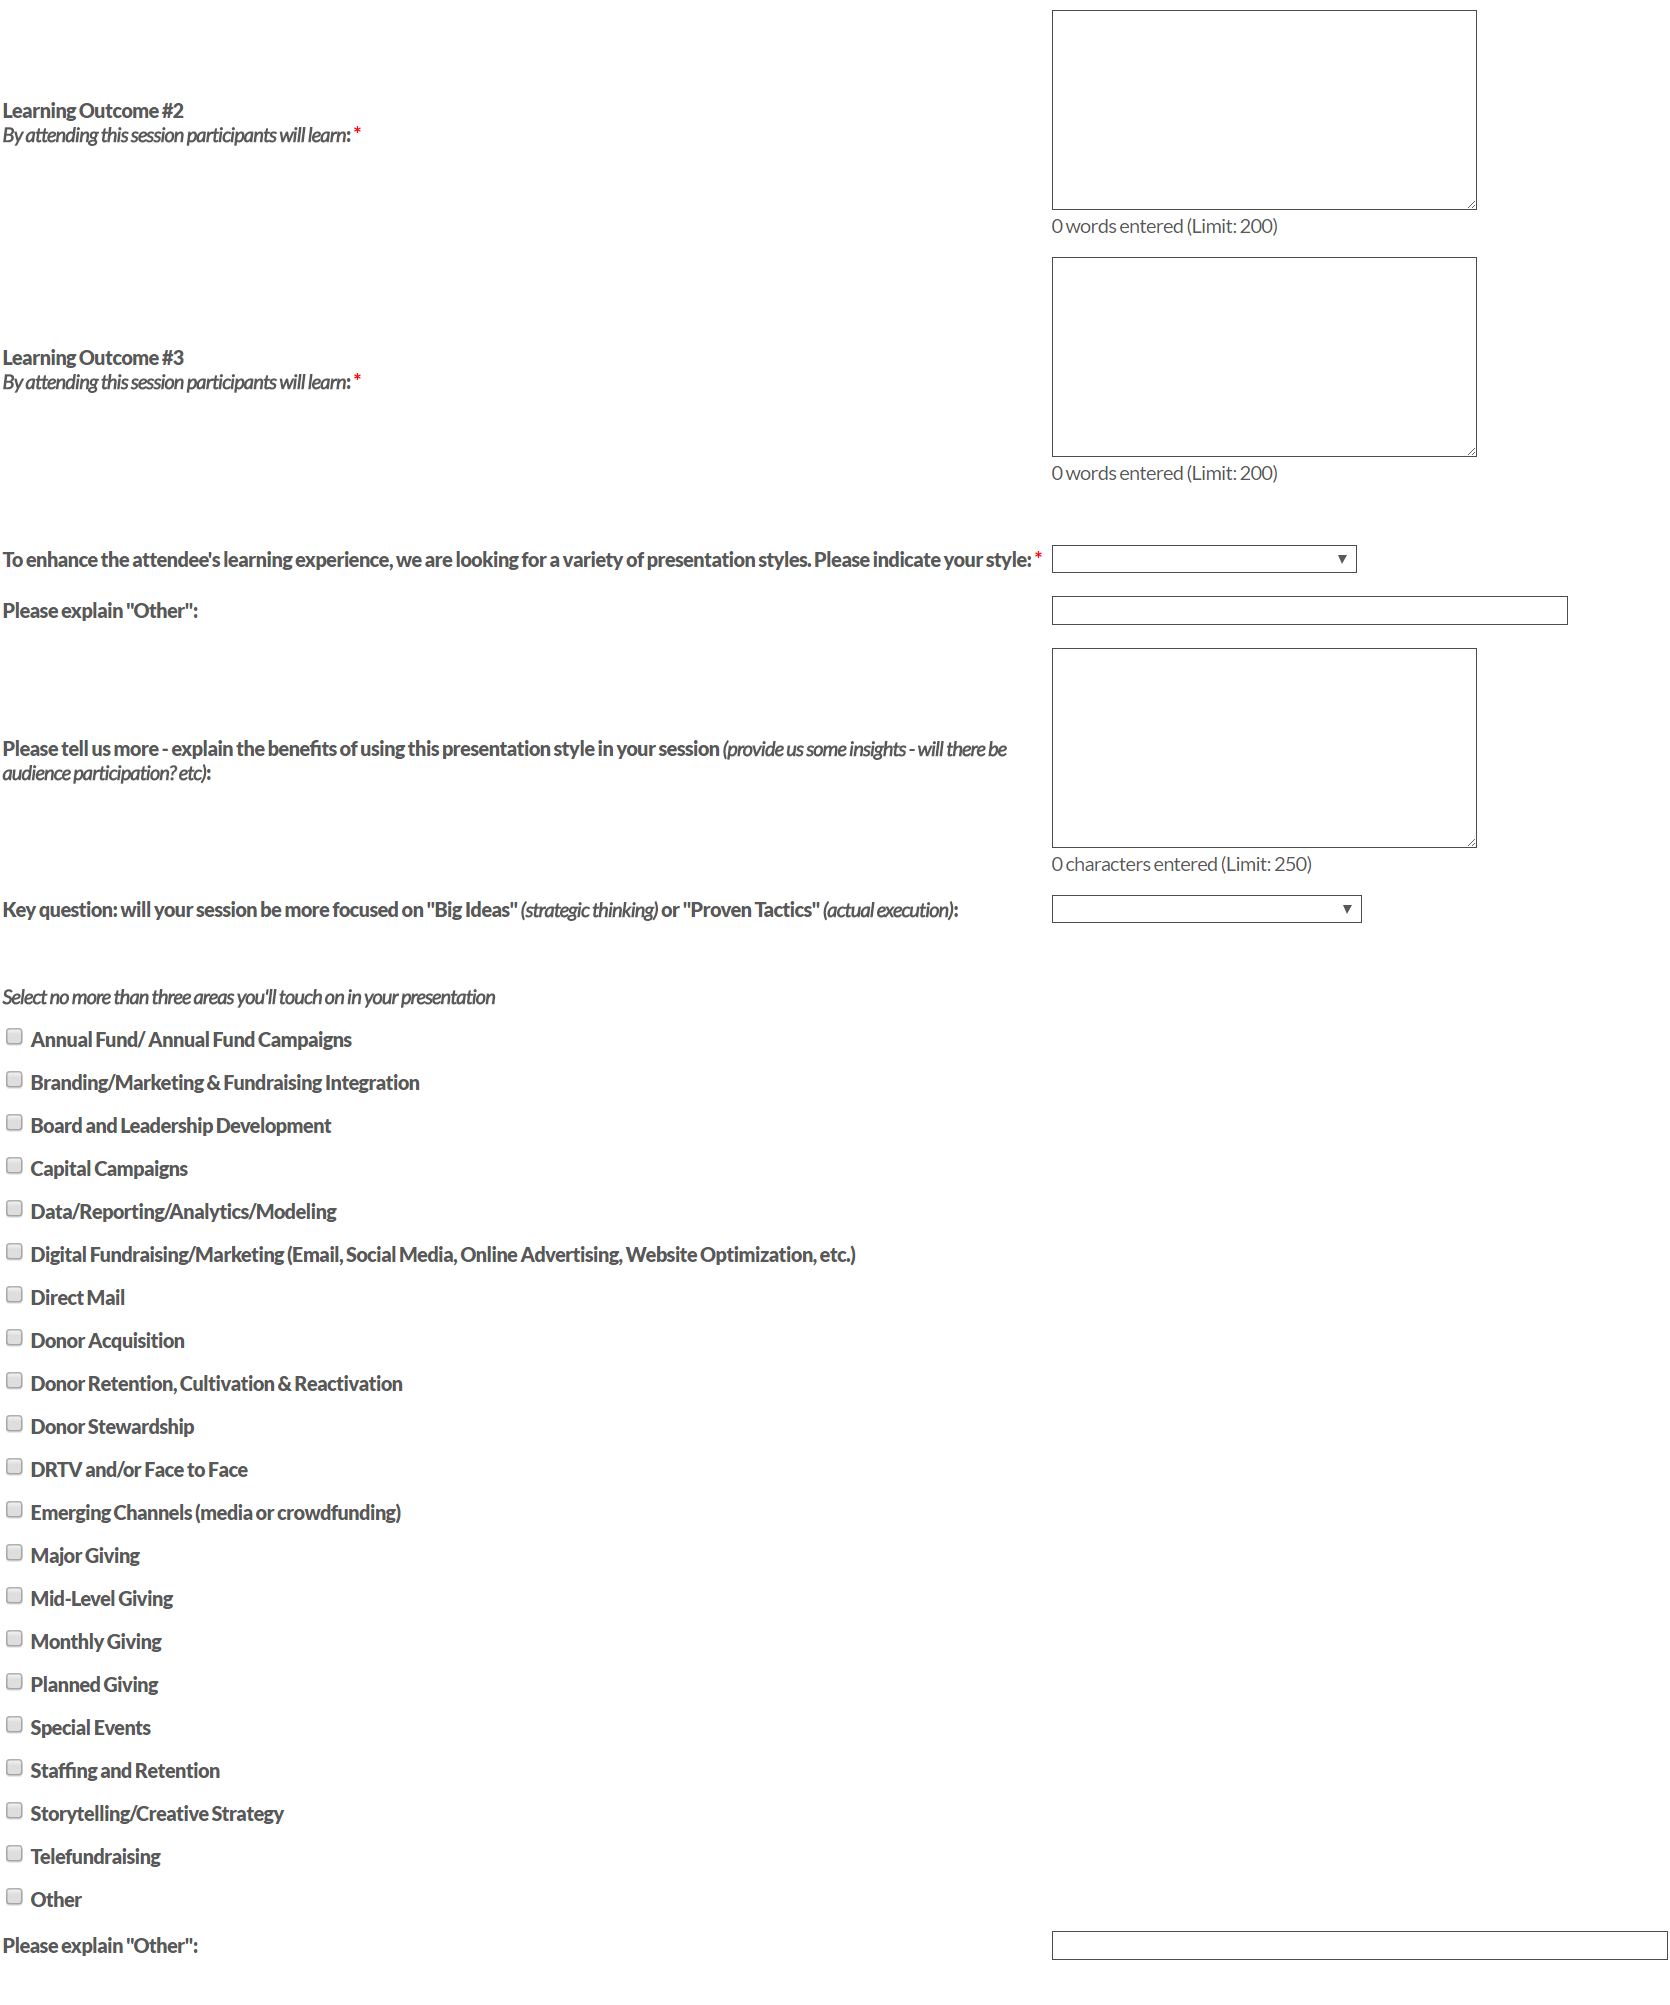 Learning Outcome #2
By attending this session participants will learn: *
0 words entered (Limit: 200)
Learning Outcome #3
By attending this session participants will learn: *
0 words entered (Limit: 200)
To enhance the attendee's learning experience, we are looking for a variety of presentation styles. Please indicate your style: *
Please explain "Other":
Please tell us more - explain the benefits of using this presentation style in your session (provide us some insights - will there be
audience participation? etc):
0 characters entered (Limit: 250)
Key question: will your session be more focused on "Big Ideas" (strategic thinking) or "Proven Tactics" (actual execution):
Select no more than three areas you'll touch on in your presentation
Annual Fund/ Annual Fund Campaigns
Branding/Marketing & Fundraising Integration
Board and Leadership Development
Capital Campaigns
Data/Reporting/Analytics/Modeling
Digital Fundraising/Marketing (Email, Social Media, Online Advertising, Website Optimization, etc.)
Direct Mail
Donor Acquisition
Donor Retention, Cultivation & Reactivation
Donor Stewardship
DRTV and/or Face to Face
Emerging Channels (media or crowdfunding)
Major Giving
Mid-Level Giving
Monthly Giving
Planned Giving
Special Events
Staffing and Retention
Storytelling/Creative Strategy
Telefundraising
Other
Please explain "Other":